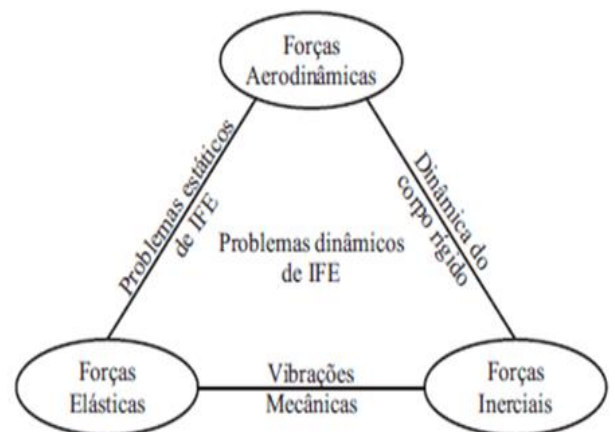 Forças
Aerodinâmicas
Problemas estáticos
de IFE
Dinâmica do
corpo rígido
Problemas dinâmicos
de IFE
Forças
Elásticas
Vibrações
Mecânicas
Forças
Inerciais